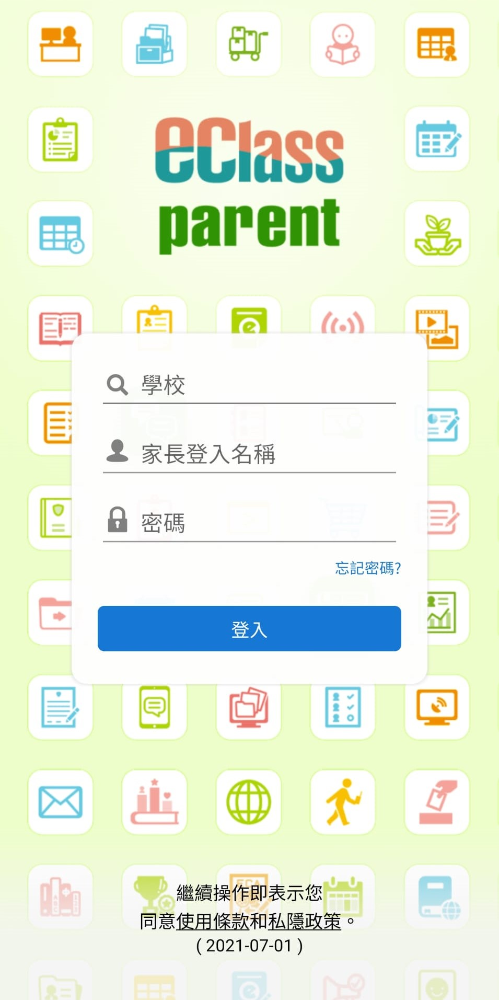 eClass
parent
學校
家長登入名稱
密碼
忘記密碼?
登入
ECA
繼續操作即表示您
同意使用條款和私隱政策。
( 2021-07-01 )